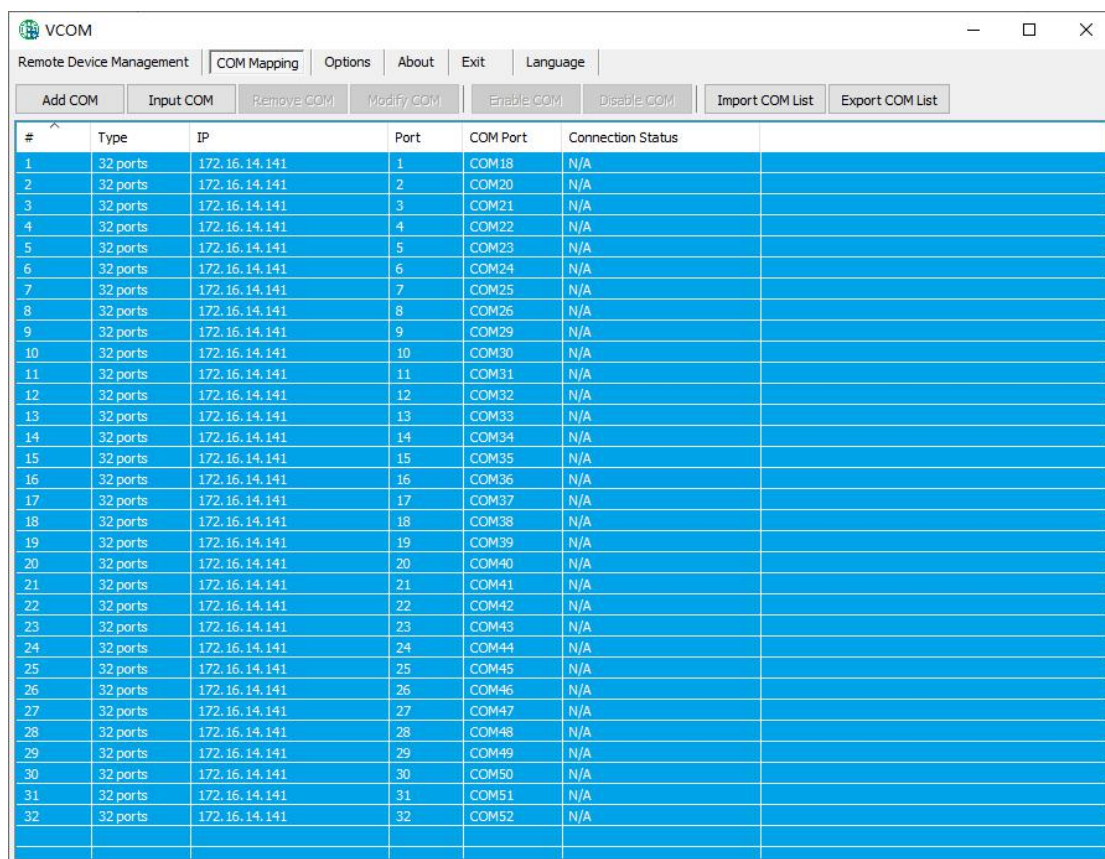 VCOM
Remote Device Management COM Mapping Options About Exit Language
Add COM Input COM Remove COM Modify COM Enable COM Disable COM Import COM List Export COM List
# Type IP Port COM Port Connection Status
1 32 ports 172.16.14.141 1 COM18 N/A
2 32 ports 172.16.14.141 2 COM20 N/A
3 32 ports 172.16.14.141 3 COM21 N/A
4 32 ports 172.16.14.141 4 COM22 N/A
5 32 ports 172.16.14.141 5 COM23 N/A
6 32 ports 172.16.14.141 6 COM24 N/A
7 32 ports 172.16.14.141 7 COM25 N/A
8 32 ports 172.16.14.141 8 COM26 N/A
9 32 ports 172.16.14.141 9 COM29 N/A
10 32 ports 172.16.14.141 10 COM30 N/A
11 32 ports 172.16.14.141 11 COM31 N/A
12 32 ports 172.16.14.141 12 COM32 N/A
13 32 ports 172.16.14.141 13 COM33 N/A
14 32 ports 172.16.14.141 14 COM34 N/A
15 32 ports 172.16.14.141 15 COM35 N/A
16 32 ports 172.16.14.141 16 COM36 N/A
17 32 ports 172.16.14.141 17 COM37 N/A
18 32 ports 172.16.14.141 18 COM38 N/A
19 32 ports 172.16.14.141 19 COM39 N/A
20 32 ports 172.16.14.141 20 COM40 N/A
21 32 ports 172.16.14.141 21 COM41 N/A
22 32 ports 172.16.14.141 22 COM42 N/A
23 32 ports 172.16.14.141 23 COM43 N/A
24 32 ports 172.16.14.141 24 COM44 N/A
25 32 ports 172.16.14.141 25 COM45 N/A
26 32 ports 172.16.14.141 26 COM46 N/A
27 32 ports 172.16.14.141 27 COM47 N/A
28 32 ports 172.16.14.141 28 COM48 N/A
29 32 ports 172.16.14.141 29 COM49 N/A
30 32 ports 172.16.14.141 30 COM50 N/A
31 32 ports 172.16.14.141 31 COM51 N/A
32 32 ports 172.16.14.141 32 COM52 N/A